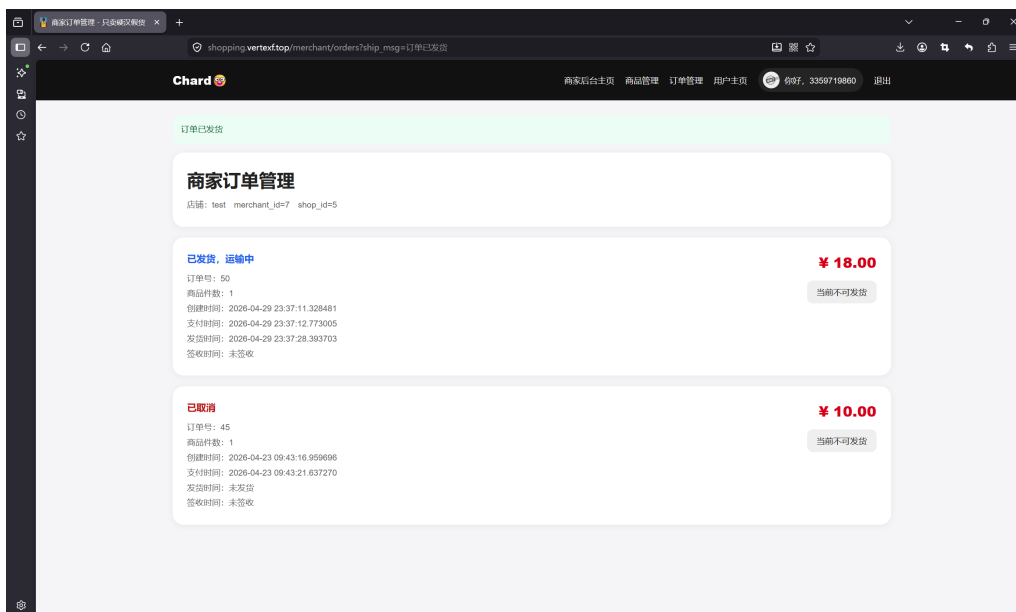 商家订单管理 - 只卖硬汉假货
shopping.vertexf.top/merchant/orders?ship_msg=订单已发货
Chard
商家后台主页 商品管理 订单管理 用户主页 你好，3359719860 退出
订单已发货
商家订单管理
店铺：test merchant_id=7 shop_id=5
已发货，运输中
¥ 18.00
订单号：50
商品件数：1
当前不可发货
创建时间：2026-04-29 23:37:11.328481
支付时间：2026-04-29 23:37:12.773005
发货时间：2026-04-29 23:37:28.393703
签收时间：未签收
已取消
¥ 10.00
订单号：45
商品件数：1
当前不可发货
创建时间：2026-04-23 09:43:16.959696
支付时间：2026-04-23 09:43:21.637270
发货时间：未发货
签收时间：未签收